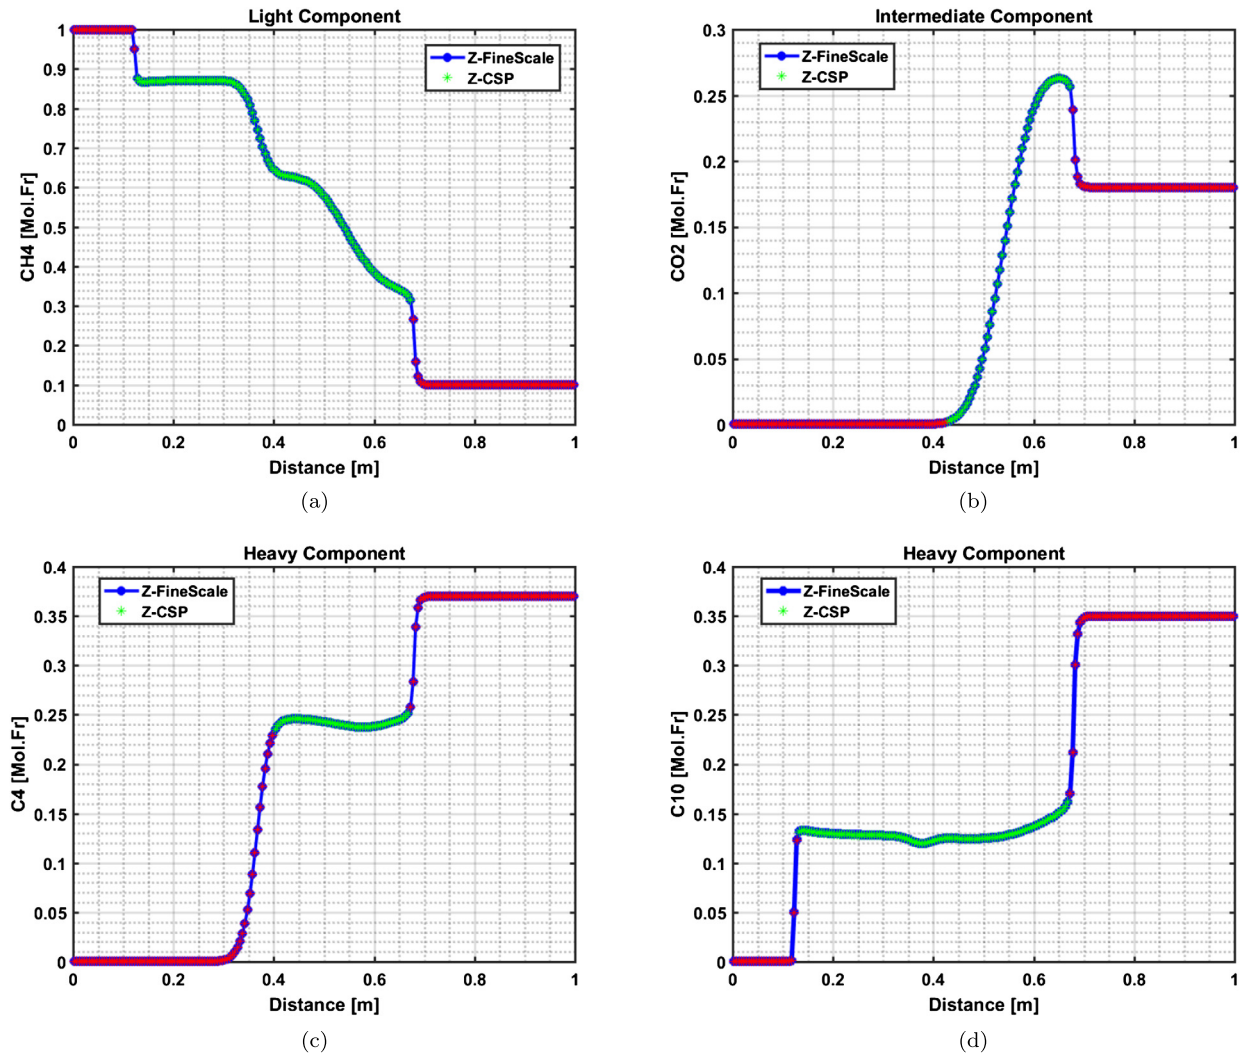 Light Component
Z-FineScale
Z-CSP
1
0.9
0.8
0.7
0.6
0.5
0.4
0.3
0.2
0.1
0
CH4 [Mol.Fr]
0 0.2 0.4 0.6 0.8 1
Distance [m]
(a)
Intermediate Component
Z-FineScale
Z-CSP
0.3
0.25
0.2
0.15
0.1
0.05
0
CO2 [Mol.Fr]
0 0.2 0.4 0.6 0.8 1
Distance [m]
(b)
Heavy Component
Z-FineScale
Z-CSP
0.4
0.35
0.3
0.25
0.2
0.15
0.1
0.05
0
C4 [Mol.Fr]
0 0.2 0.4 0.6 0.8 1
Distance [m]
(c)
Heavy Component
Z-FineScale
Z-CSP
0.4
0.35
0.3
0.25
0.2
0.15
0.1
0.05
0
C10 [Mol.Fr]
0 0.2 0.4 0.6 0.8 1
Distance [m]
(d)